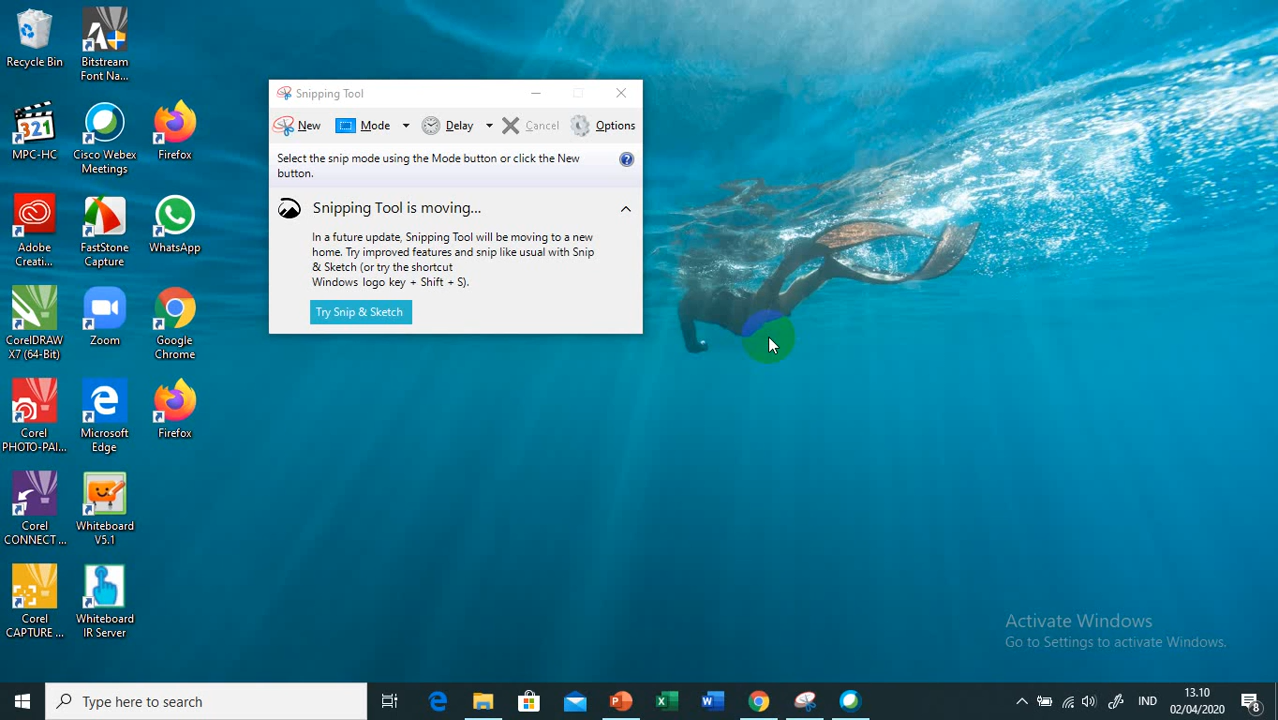 Recycle Bin
Bitstream
Font Na...
MPC-HC
Cisco Webex
Meetings
Firefox
Adobe
Creati...
FastStone
Capture
WhatsApp
CorelDRAW
X7 (64-Bit)
Zoom
Google
Chrome
Corel
PHOTO-PAI...
Microsoft
Edge
Firefox
Corel
CONNECT ...
Whiteboard
V5.1
Corel
CAPTURE ...
Whiteboard
IR Server
Snipping Tool
New Mode Delay Cancel Options
Select the snip mode using the Mode button or click the New
button.
Snipping Tool is moving...
In a future update, Snipping Tool will be moving to a new
home. Try improved features and snip like usual with Snip
& Sketch (or try the shortcut
Windows logo key + Shift + S).
Try Snip & Sketch
Activate Windows
Go to Settings to activate Windows.
Type here to search
IND
13.10
02/04/2020
8